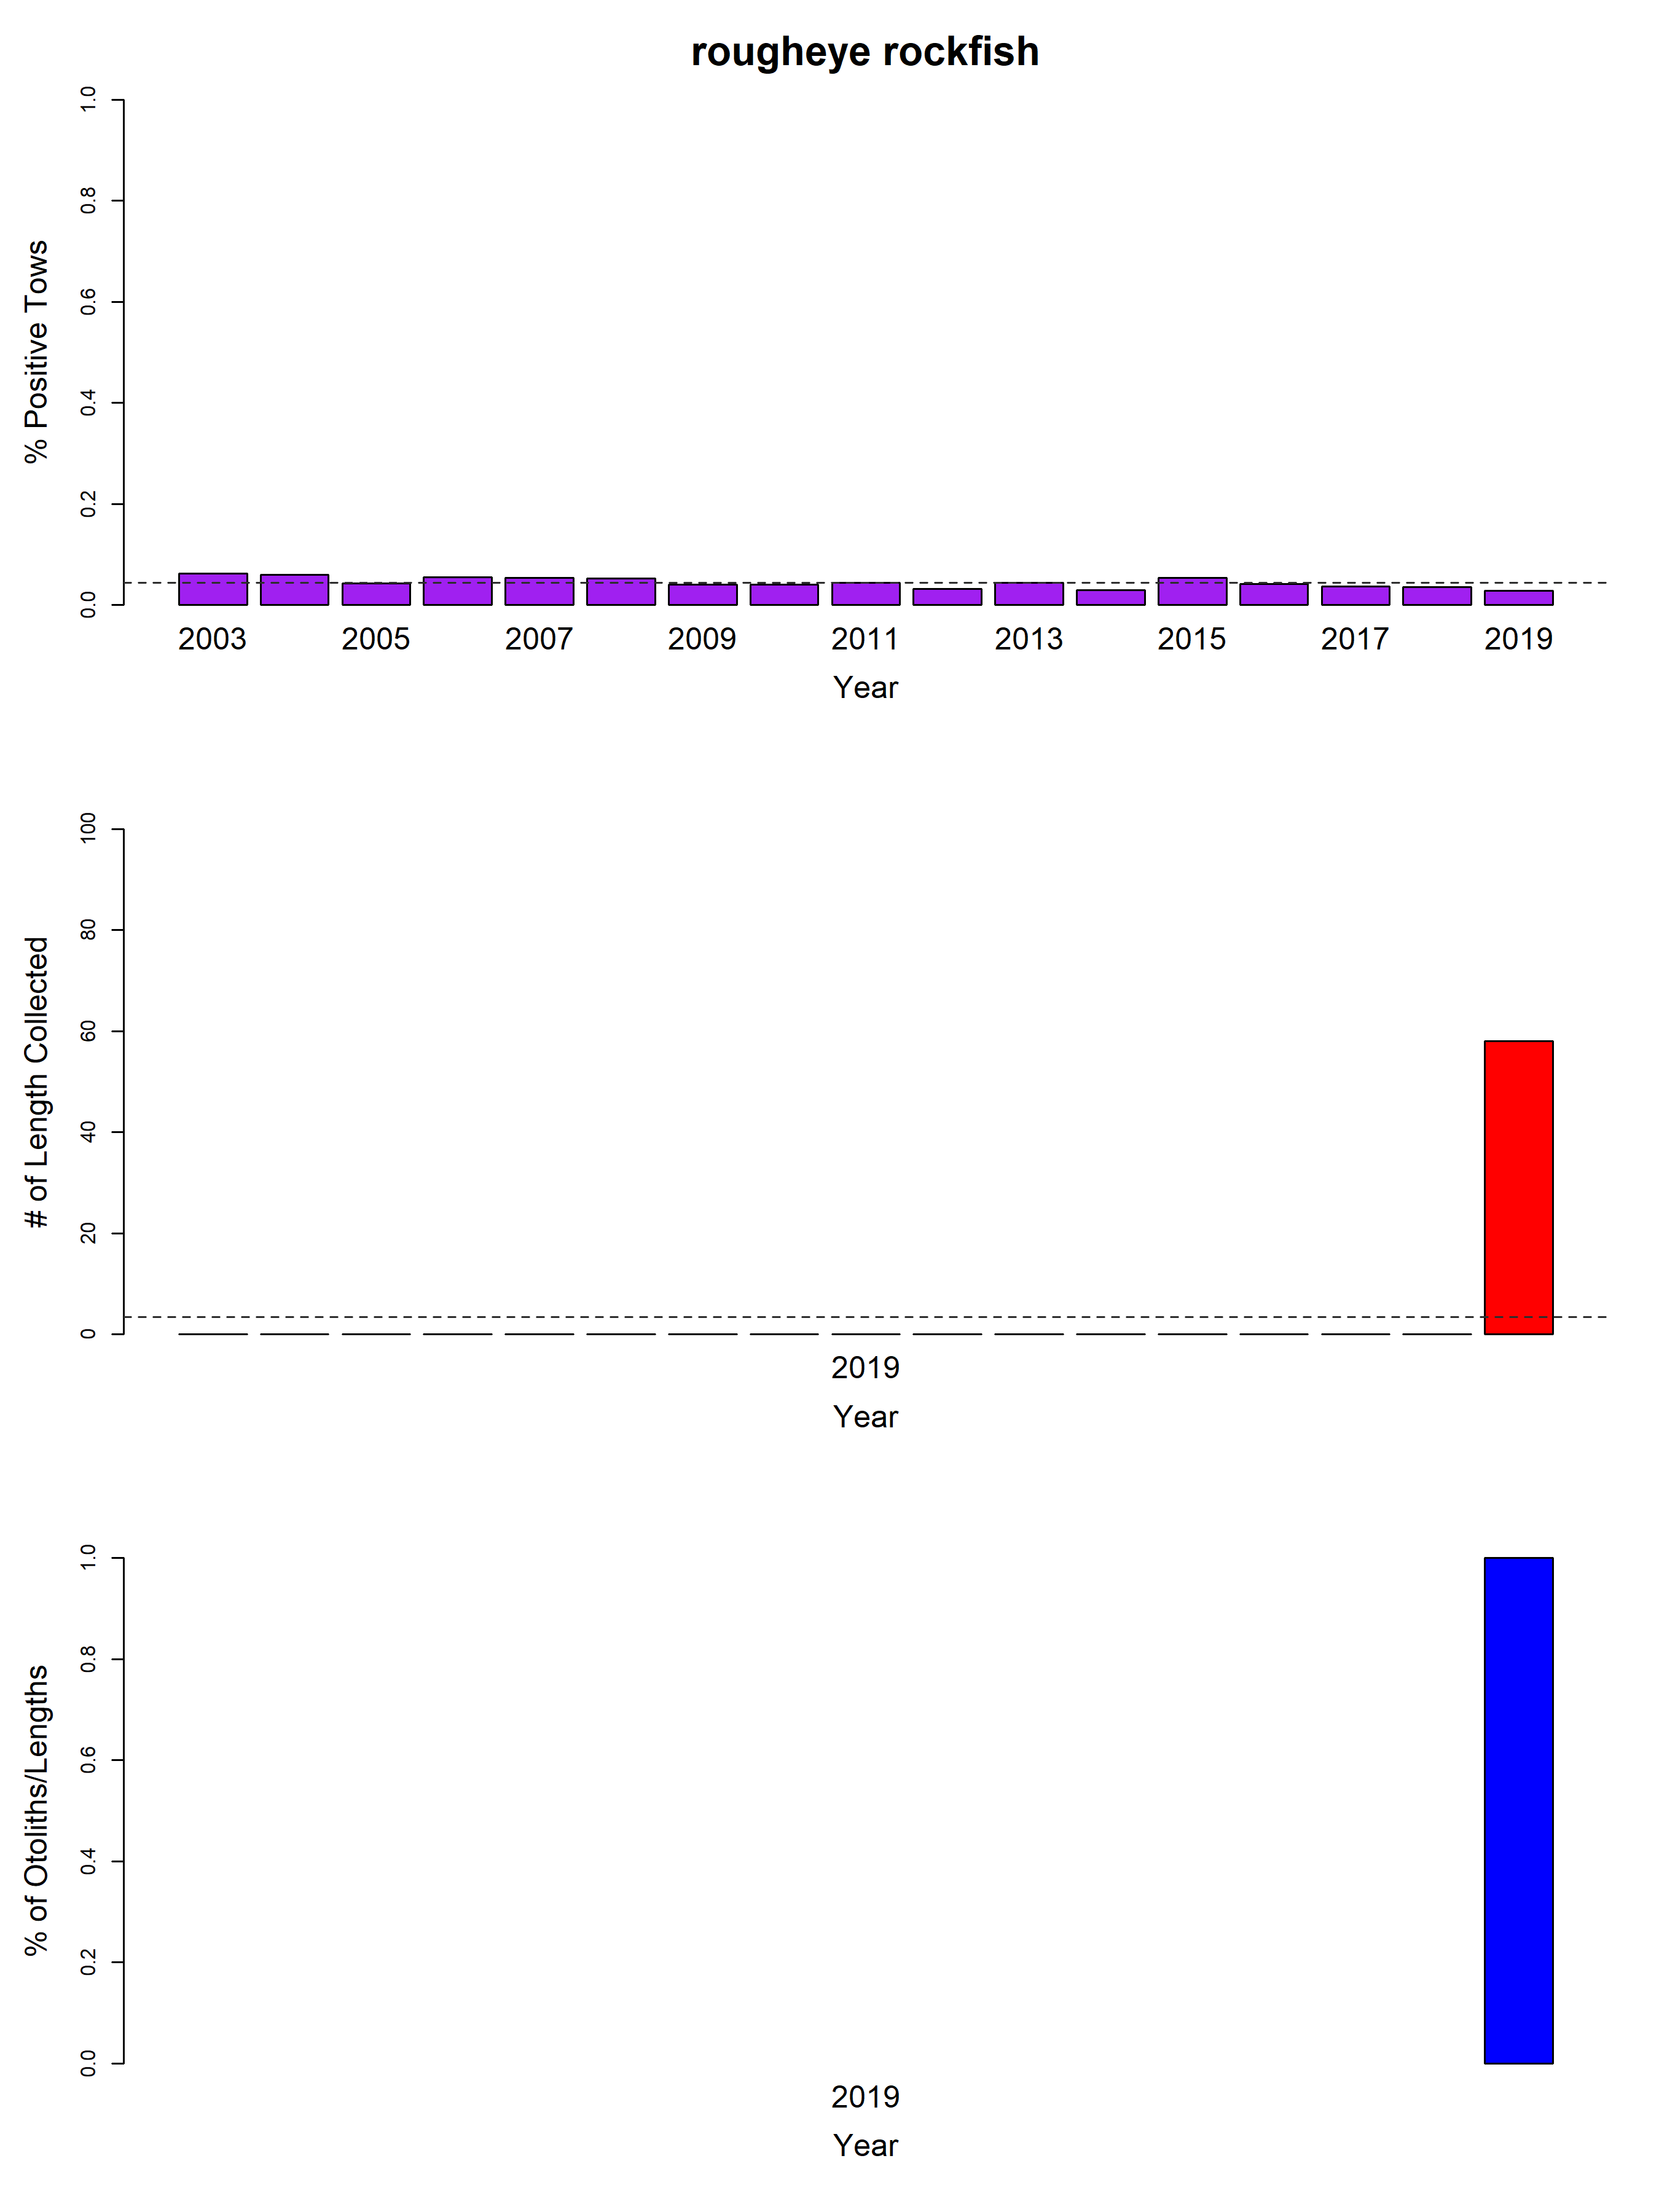 rougheye rockfish
% Positive Tows
1.0
0.8
0.6
0.4
0.2
0.0
2003 2005 2007 2009 2011 2013 2015 2017 2019
Year
# of Length Collected
100
80
60
40
20
0
2019
Year
% of Otoliths/Lengths
1.0
0.8
0.6
0.4
0.2
0.0
2019
Year